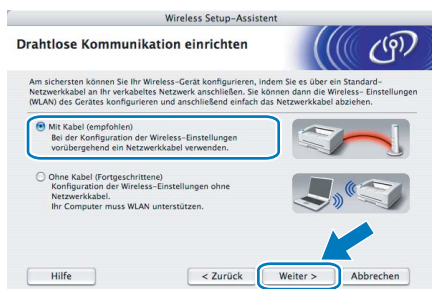 Wireless Setup-Assistent
Drahtlose Kommunikation einrichten
Am sichersten können Sie Ihr Wireless-Gerät konfigurieren, indem Sie es über ein Standard-
Netzwerkkabel an Ihr verkabeltes Netzwerk anschließen. Sie können dann die Wireless- Einstellungen
(WLAN) des Gerätes konfigurieren und anschließend einfach das Netzwerkkabel abziehen.
Mit Kabel (empfohlen)
Bei der Konfiguration der Wireless-Einstellungen
vorübergehend ein Netzwerkkabel verwenden.
Ohne Kabel (Fortgeschrittene)
Konfiguration der Wireless-Einstellungen ohne
Netzwerkkabel.
Ihr Computer muss WLAN unterstützen.
Hilfe
< Zurück
Weiter >
Abbrechen